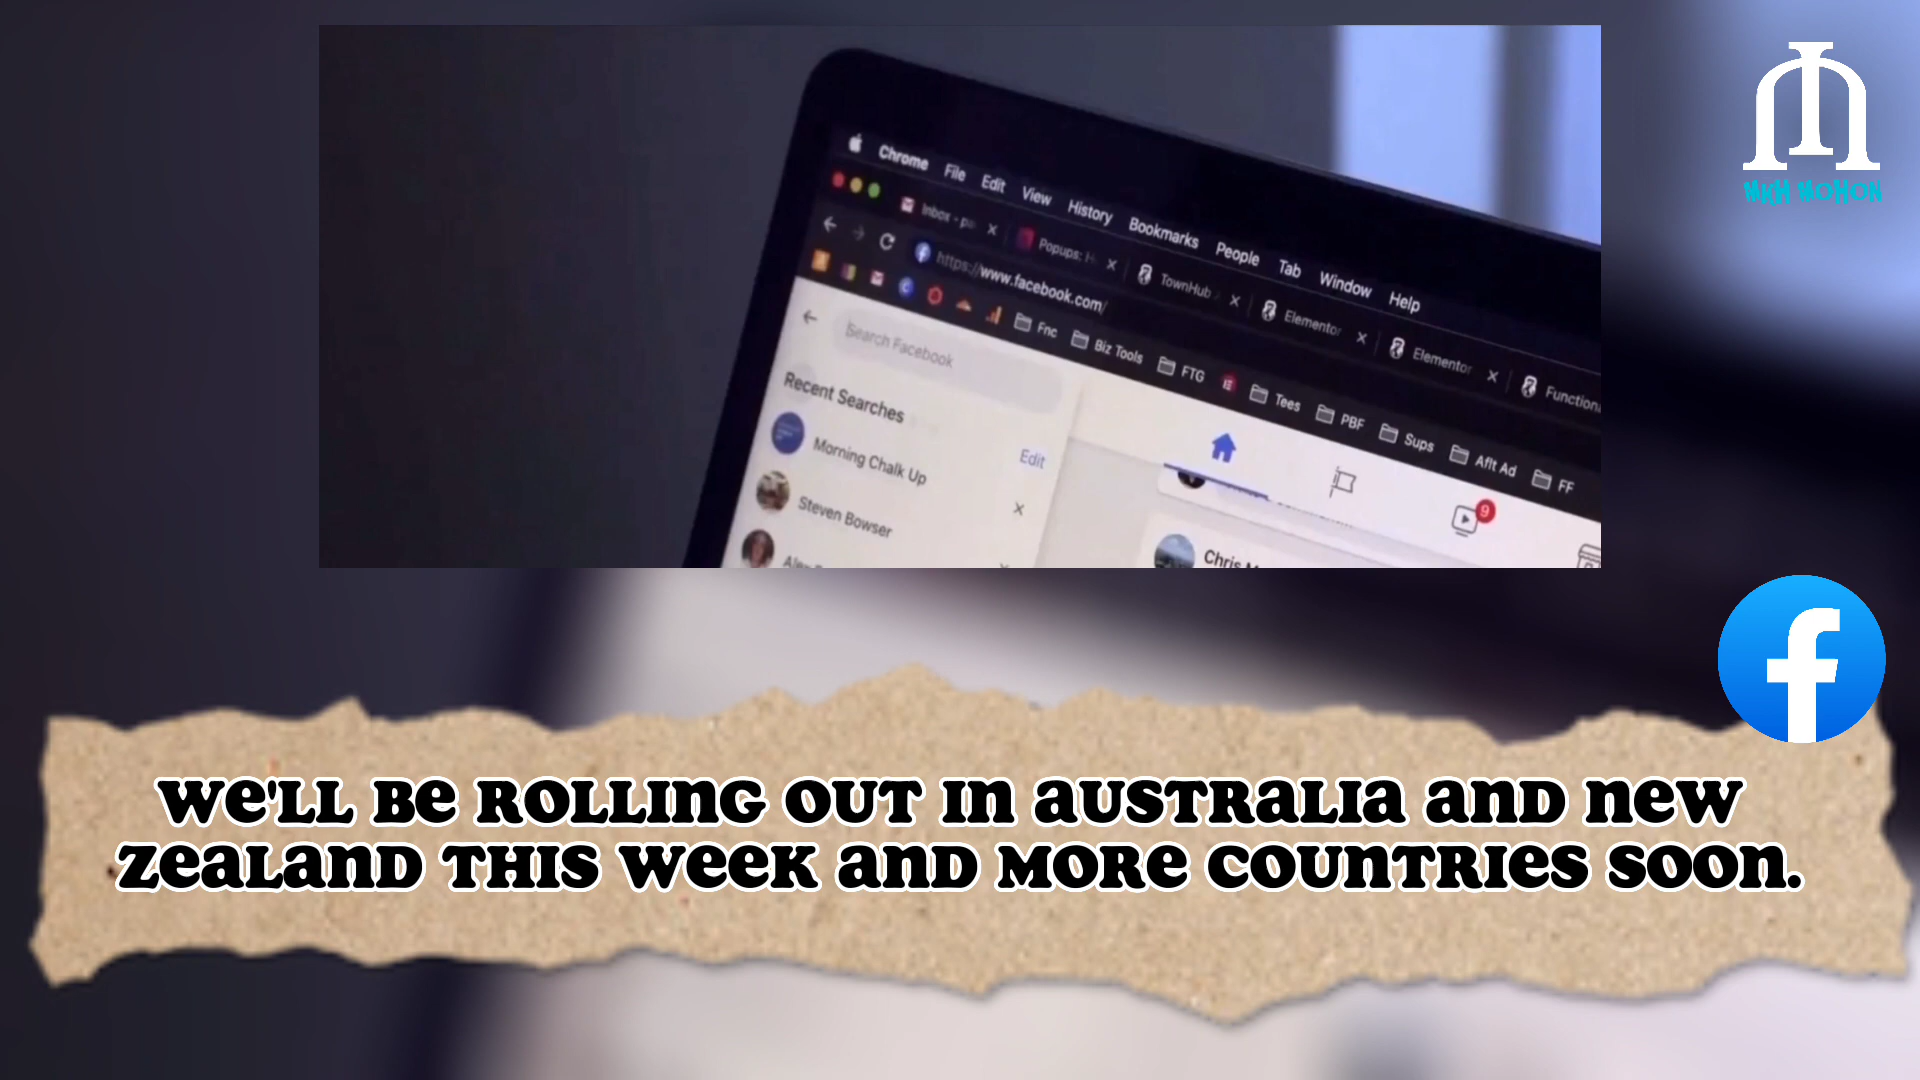 MKH MOHON
Chrome File Edit View History Bookmarks People Tab Window Help
Inbox - Popups: TownHub Elementor Elementor
https://www.facebook.com/
Fnc Biz Tools FTG Tees PBF Sups Aflt Ad FF
Search Facebook
Recent Searches
Edit
Morning Chalk Up
Steven Bowser
9
Chris
WE'LL BE ROLLING OUT IN AUSTRALIA AND NEW
ZEALAND THIS WEEK AND MORE COUNTRIES SOON.